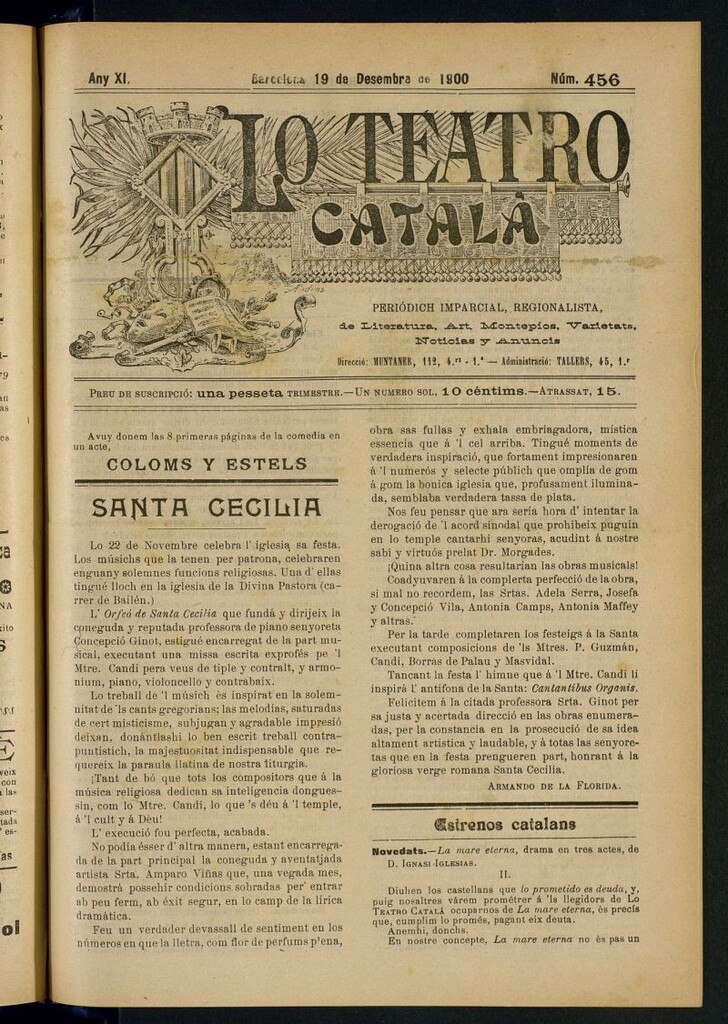 Any XI.
Barcelona 19 de Desembra de 1900
Núm. 456
LO TEATRO
CATALÀ
PERIÓDICH IMPARCIAL, REGIONALISTA,
de Literatura, Art, Montepios, Varietats,
Noticias y Anuncis
Direcció: MUNTANER, 112, 4.rt - 1.ª — Administració: TALLERS, 45, 1.r
PREU DE SUSCRIPCIÓ: una pesseta TRIMESTRE.—UN NUMERO SOL, 10 céntims.—ATRASSAT, 15.
Avuy donem las 8 primeras páginas de la comedia en
un acte,
COLOMS Y ESTELS
SANTA CECILIA
Lo 22 de Novembre celebra l' iglesia sa festa.
Los músichs que la tenen per patrona, celebraren
enguany solemnes funcions religiosas. Una d' ellas
tingué lloch en la iglesia de la Divina Pastora (ca-
rrer de Bailén.)
L' Orfeó de Santa Cecilia que fundá y dirijeix la
coneguda y reputada professora de piano senyoreta
Concepció Ginot, estigué encarregat de la part mu-
sical, executant una missa escrita exprofés pe 'l
Mtre. Candi pera veus de tiple y contralt, y armo-
nium, piano, violoncello y contrabaix.
Lo treball de 'l músich és inspirat en la solem-
nitat de 'ls cants gregorians; las melodías, saturadas
de cert misticisme, subjugan y agradable impresió
deixan, donántlashi lo ben escrit treball contra-
puntístich, la majestuositat indispensable que re-
quereix la paraula llatina de nostra liturgia.
¡Tant de bó que tots los compositors que á la
música religiosa dedican sa inteligencia dongues-
sin, com lo Mtre. Candi, lo que 's déu á 'l temple,
á 'l cult y á Dèu!
L' execució fou perfecta, acabada.
No podía ésser d' altra manera, estant encarrega-
da de la part principal la coneguda y aventatjada
artista Srta. Amparo Viñas que, una vegada mes,
demostrá possehir condicions sobradas per' entrar
ab peu ferm, ab éxit segur, en lo camp de la lírica
dramática.
Feu un verdader devassall de sentiment en los
números en que la lletra, com flor de perfums p'ena,
obra sas fullas y exhala embriagadora, mística
essencia que á 'l cel arriba. Tingué moments de
verdadera inspiració, que fortament impresionaren
á 'l numerós y selecte públich que omplía de gom
á gom la bonica iglesia que, profusament ilumina-
da, semblaba verdadera tassa de plata.
Nos feu pensar que ara seria hora d' intentar la
derogació de 'l acord sinodal que prohibeix puguin
en lo temple cantarhi senyoras, acudint á nostre
sabi y virtuós prelat Dr. Morgades.
¡Quina altra cosa resultarían las obras musicals!
Coadyuvaren á la complerta perfecció de la obra,
si mal no recordem, las Srtas. Adela Serra, Josefa
y Concepció Vila, Antonia Camps, Antonia Maffey
y altras.
Per la tarde completaren los festeigs á la Santa
executant composicions de 'ls Mtres. P. Guzmán,
Candi, Borrás de Palau y Masvidal.
Tancant la festa l' himne que á 'l Mtre. Candi li
inspirá l' antífona de la Santa: Cantantibus Organis.
Felicitem á la citada professora Srta. Ginot per
sa justa y acertada direcció en las obras enumera-
das, per la constancia en la prosecució de sa idea
altament artística y laudable, y á totas las senyore-
tas que en la festa prengueren part, honrant á la
gloriosa verge romana Santa Cecilia.
ARMANDO DE LA FLORIDA.
Estrenos catalans
Novedats.—La mare eterna, drama en tres actes, de
D. IGNASI IGLESIAS.
II.
Diuhen los castellans que lo prometido es deuda, y,
puig nosaltres várem prométrer á 'ls llegidors de LO
TEATRO CATALÁ ocuparnos de La mare eterna, és precís
que, cumplim lo promés, pagant eix deuta.
Anemhi, donchs.
En nostre concepte, La mare eterna no és pas un